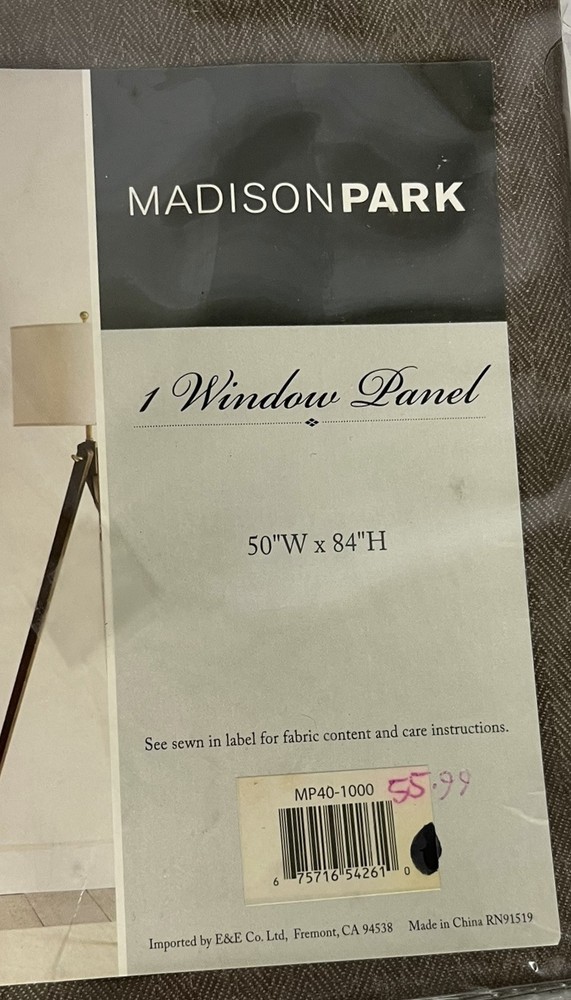 MADISONPARK
1 Window Panel
50"W x 84"H
See sewn in label for fabric content and care instructions.
MP40-1000 55.99
6 75716 54261 0
Imported by E&E Co. Ltd, Fremont, CA 94538 Made in China RN91519